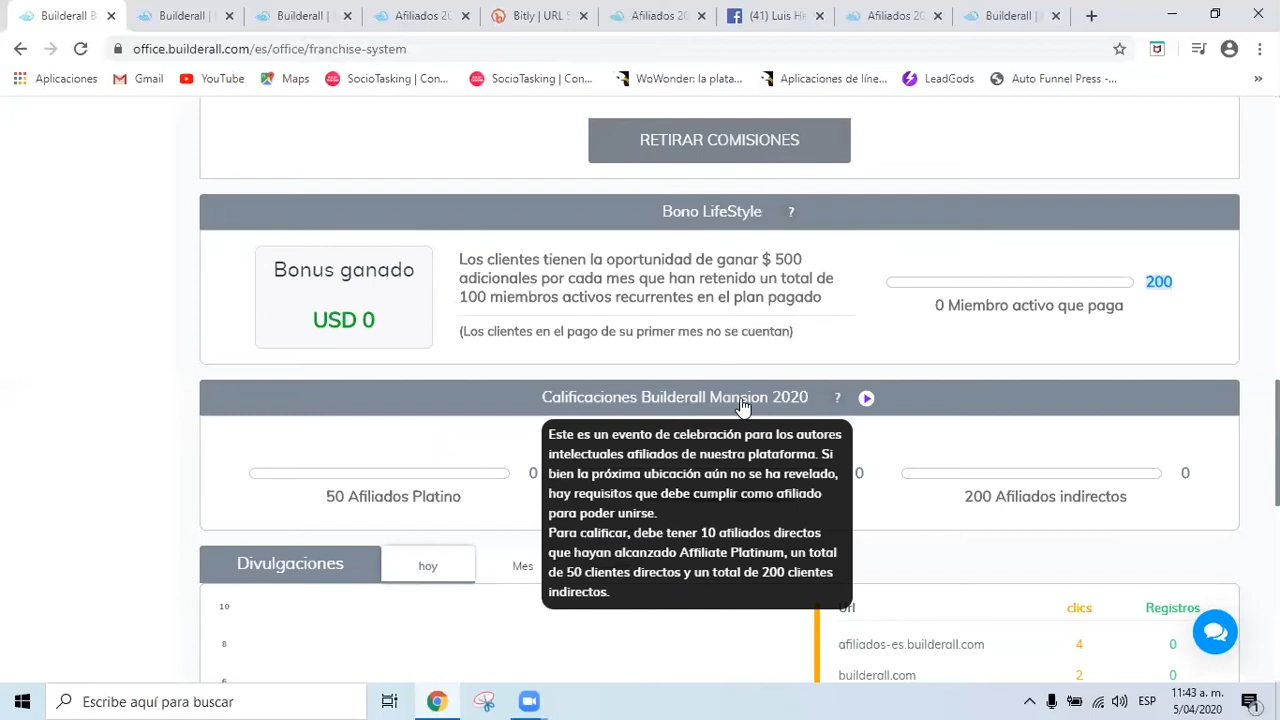 Builderall B
Builderall |
Builderall |
Afiliados 20
Bitly | URL S
Afiliados 20
(41) Luis Hk
Afiliados 20
Builderall |
office.builderall.com/es/office/franchise-system
Aplicaciones
Gmail
YouTube
Maps
SocioTasking | Con...
SocioTasking | Con...
WoWonder: la plata...
Aplicaciones de líne...
LeadGods
Auto Funnel Press -...
»
RETIRAR COMISIONES
Bono LifeStyle ?
Bonus ganado
USD 0
Los clientes tienen la oportunidad de ganar $ 500
adicionales por cada mes que han retenido un total de
100 miembros activos recurrentes en el plan pagado
(Los clientes en el pago de su primer mes no se cuentan)
200
0 Miembro activo que paga
Calificaciones Builderall Mansion 2020 ?
Este es un evento de celebración para los autores
intelectuales afiliados de nuestra plataforma. Si
bien la próxima ubicación aún no se ha revelado,
hay requisitos que debe cumplir como afiliado
para poder unirse.
Para calificar, debe tener 10 afiliados directos
que hayan alcanzado Affiliate Platinum, un total
de 50 clientes directos y un total de 200 clientes
indirectos.
0
50 Afiliados Platino
0
0
200 Afiliados indirectos
Divulgaciones
hoy
Mes
10
8
Url clics Registros
afiliados-es.builderall.com 4 0
builderall.com 2 0
Escribe aquí para buscar
ESP
11:43 a. m.
5/04/2020
1